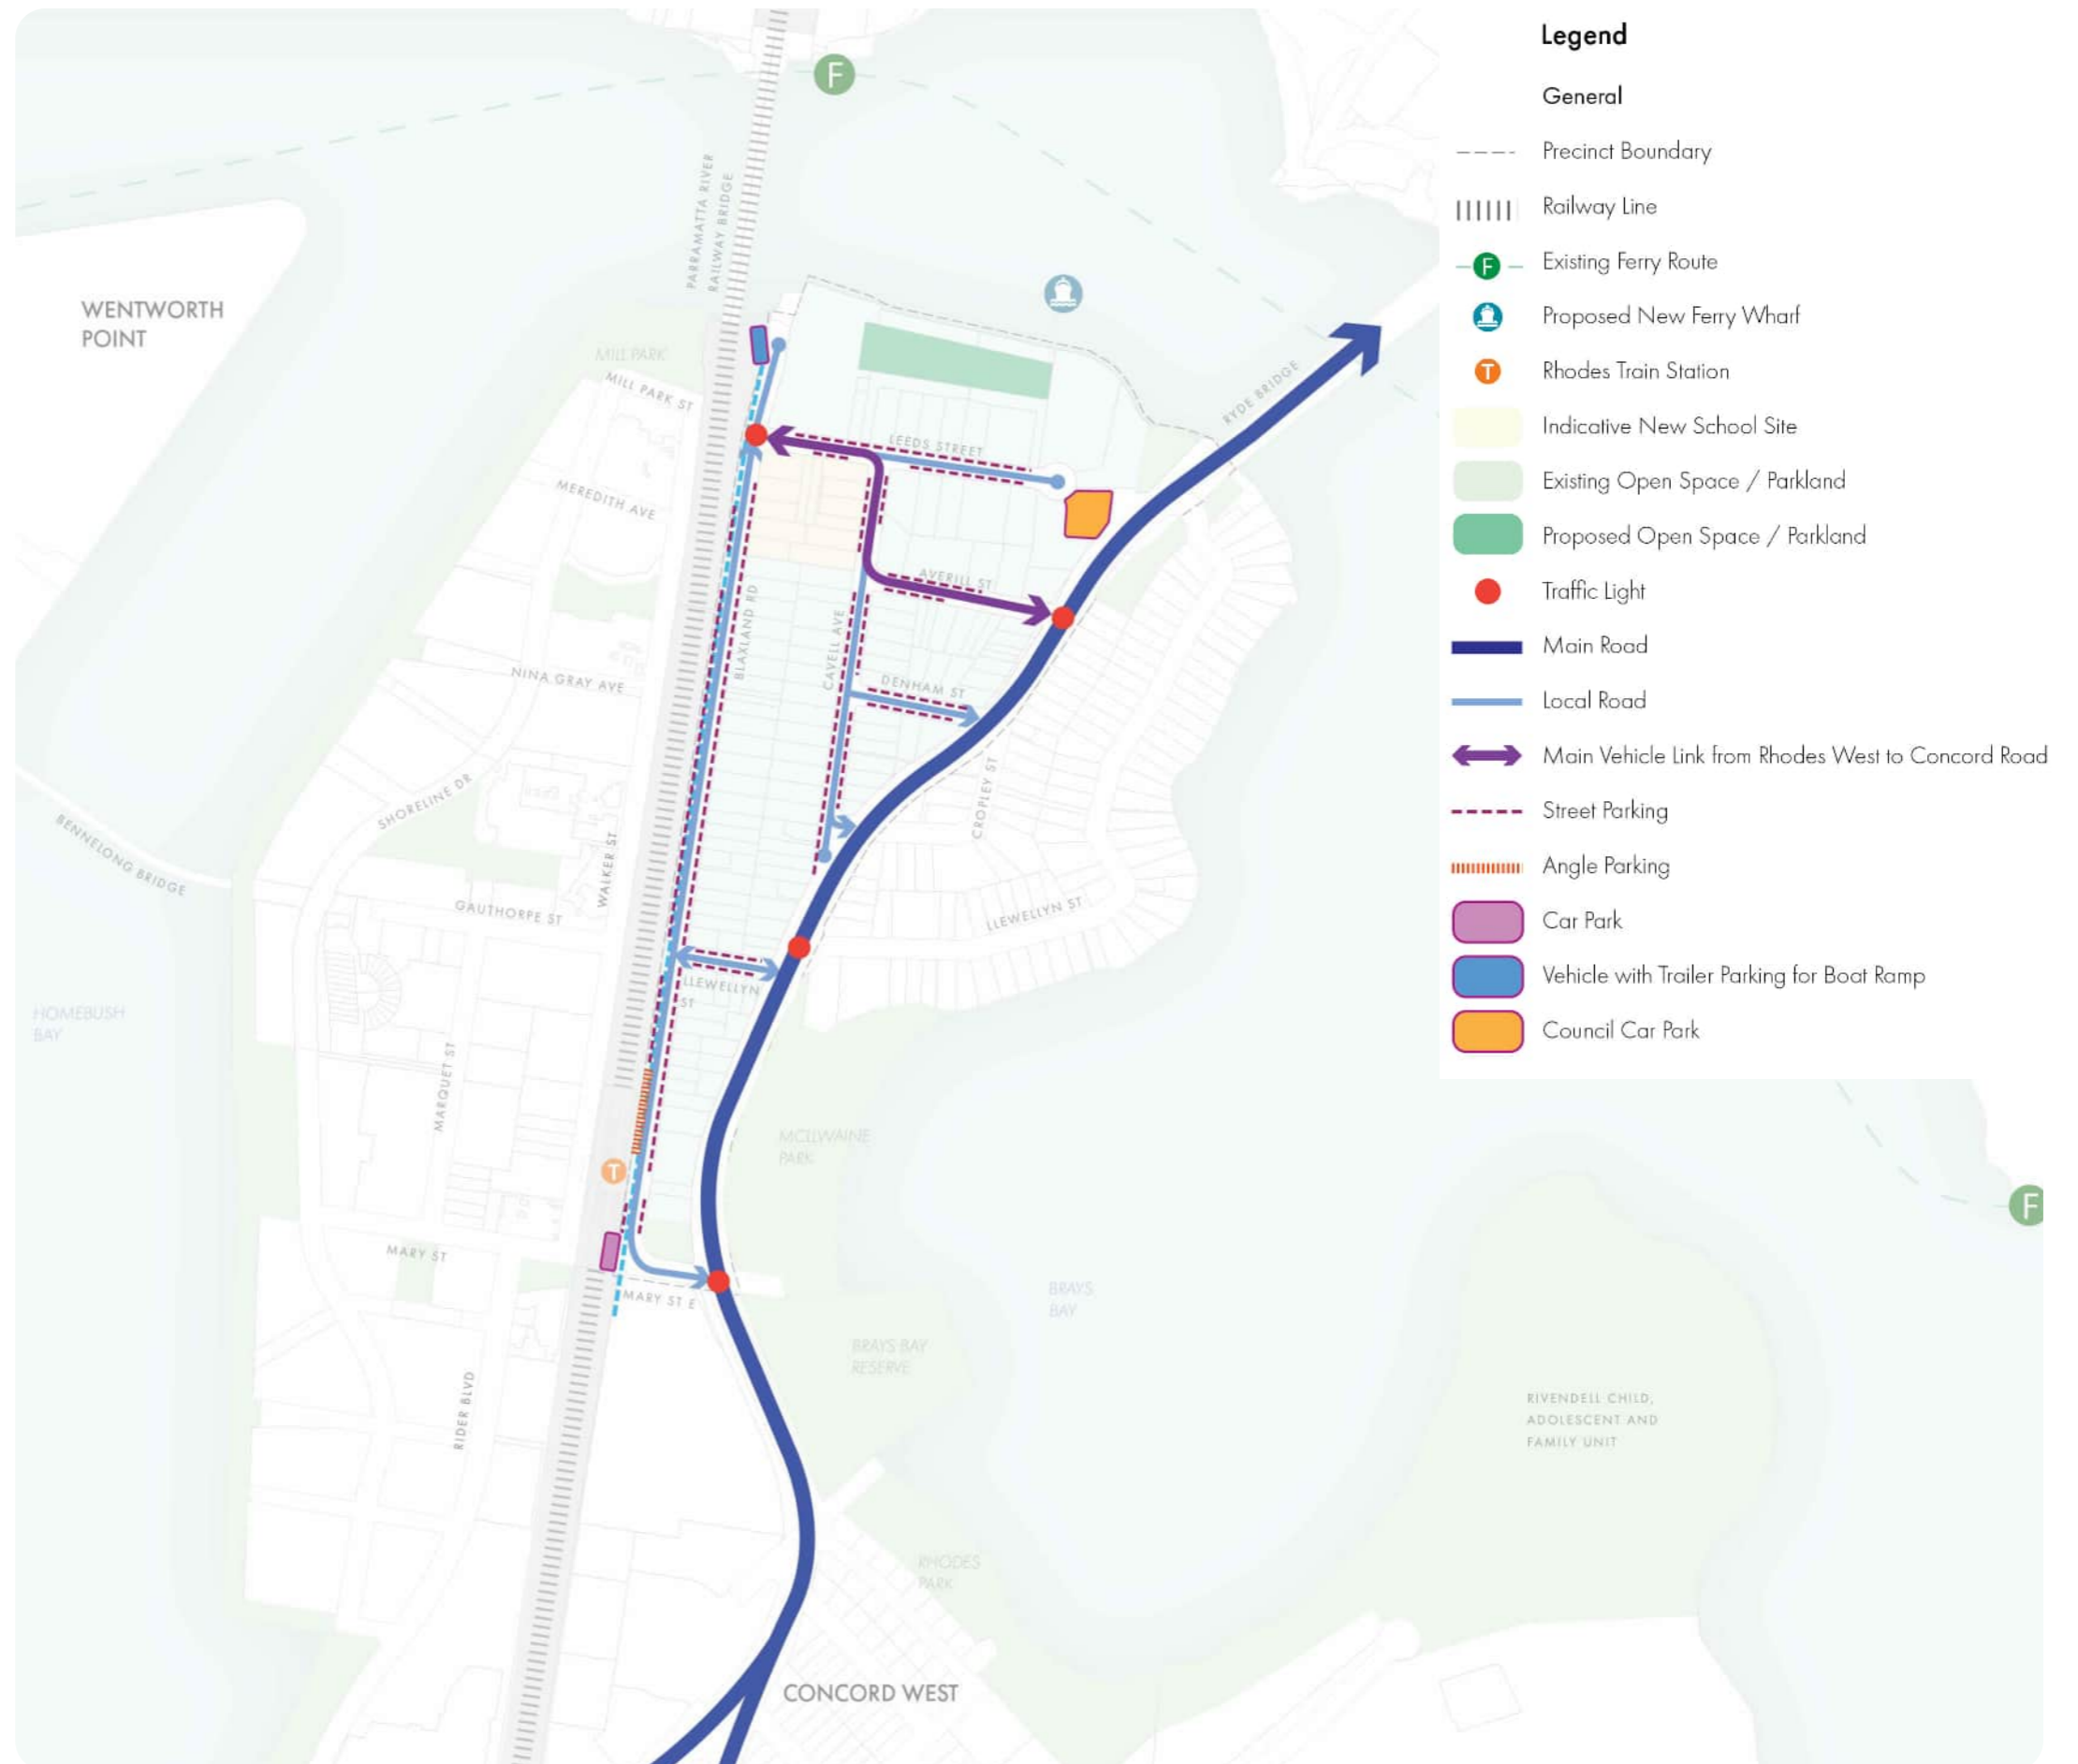 Legend
General
Precinct Boundary
Railway Line
F
Existing Ferry Route
Proposed New Ferry Wharf
T
Rhodes Train Station
Indicative New School Site
Existing Open Space / Parkland
Proposed Open Space / Parkland
Traffic Light
Main Road
Local Road
Main Vehicle Link from Rhodes West to Concord Road
Street Parking
Angle Parking
Car Park
Vehicle with Trailer Parking for Boat Ramp
Council Car Park
F
PARRAMATTA RIVER
RAILWAY BRIDGE
WENTWORTH
POINT
MILL PARK
MILL PARK ST
RYDE BRIDGE
LEEDS STREET
MEREDITH AVE
AVERILL ST
BLAXLAND RD
CAVELL AVE
NINA GRAY AVE
DENHAM ST
SHORELINE DR
CROPLEY ST
BENNELONG BRIDGE
WALKER ST
GAUTHORPE ST
LLEWELLYN ST
LLEWELLYN
ST
HOMEBUSH
BAY
MARQUET ST
MCILWAINE
PARK
T
F
MARY ST
MARY ST E
BRAYS
BAY
BRAYS BAY
RESERVE
RIDER BLVD
RIVENDELL CHILD,
ADOLESCENT AND
FAMILY UNIT
RHODES
PARK
CONCORD WEST